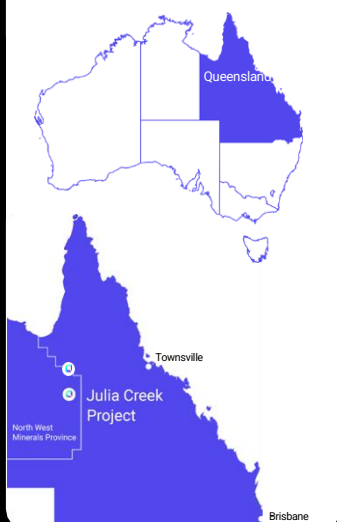 Queensland
Townsville
Julia Creek
Project
North West
Minerals Province
Brisbane